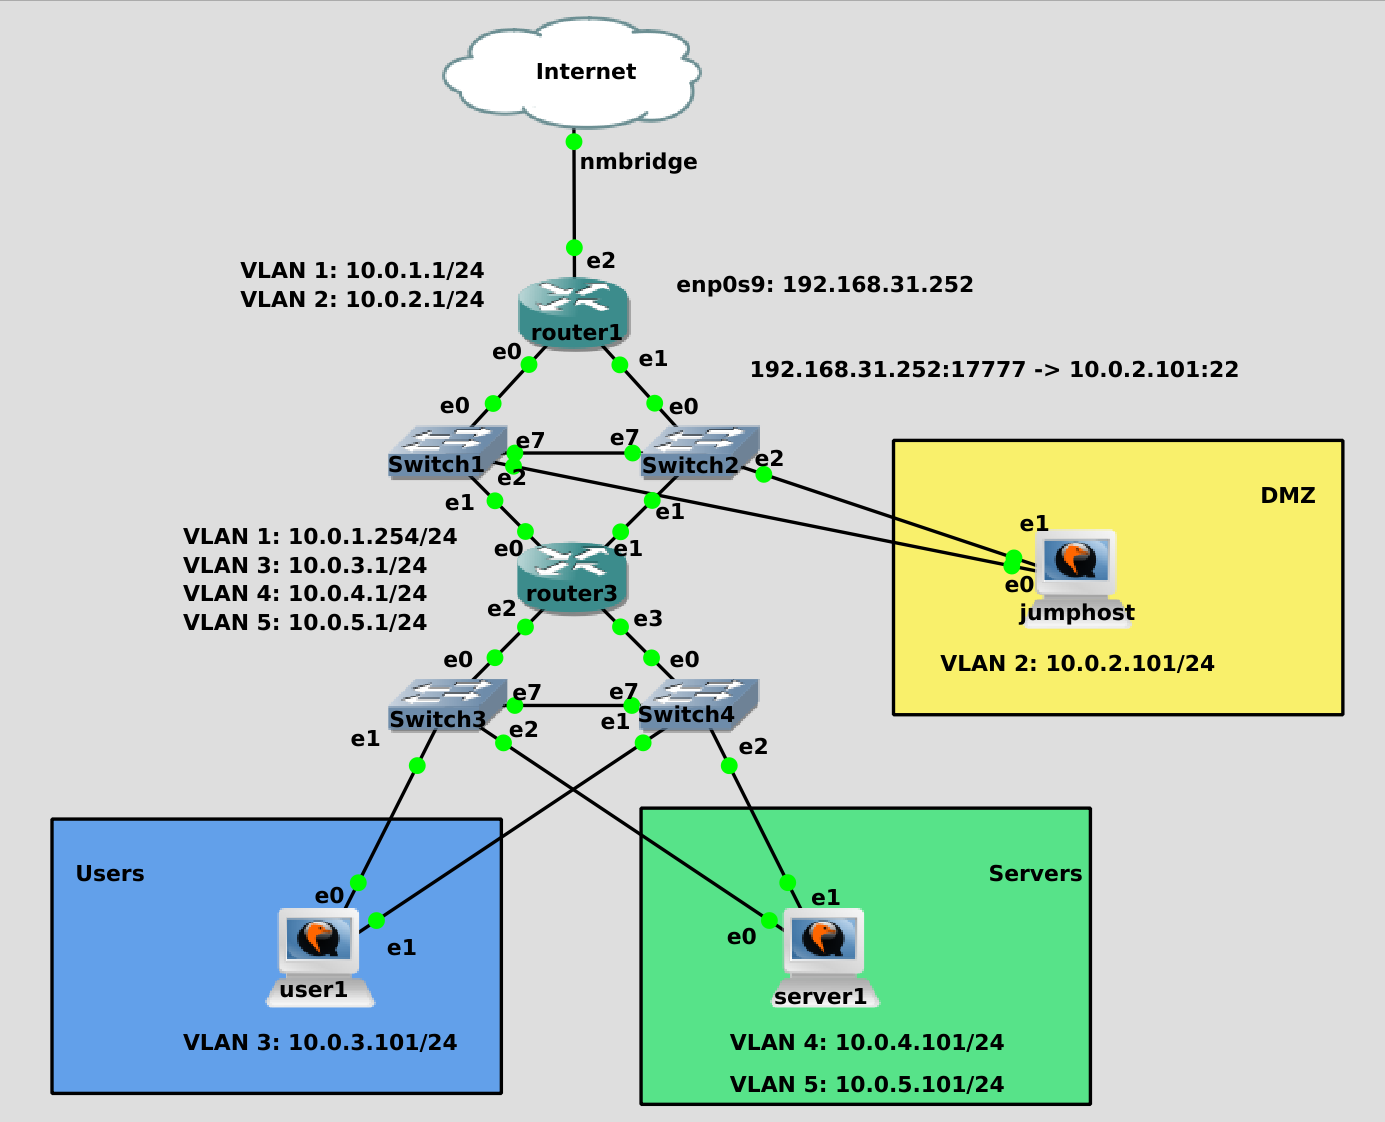 Internet
nmbridge
e2
VLAN 1: 10.0.1.1/24
VLAN 2: 10.0.2.1/24
enp0s9: 192.168.31.252
router1
e0
e1
192.168.31.252:17777 -> 10.0.2.101:22
e0
e0
e7
e7
Switch1
Switch2
e2
e2
e1
e1
DMZ
e1
e0
jumphost
VLAN 2: 10.0.2.101/24
VLAN 1: 10.0.1.254/24
VLAN 3: 10.0.3.1/24
VLAN 4: 10.0.4.1/24
VLAN 5: 10.0.5.1/24
e0
e1
router3
e2
e3
e0
e0
e7
e7
Switch3
Switch4
e1
e2
e1
e2
Users
e0
e1
user1
VLAN 3: 10.0.3.101/24
Servers
e1
e0
server1
VLAN 4: 10.0.4.101/24
VLAN 5: 10.0.5.101/24